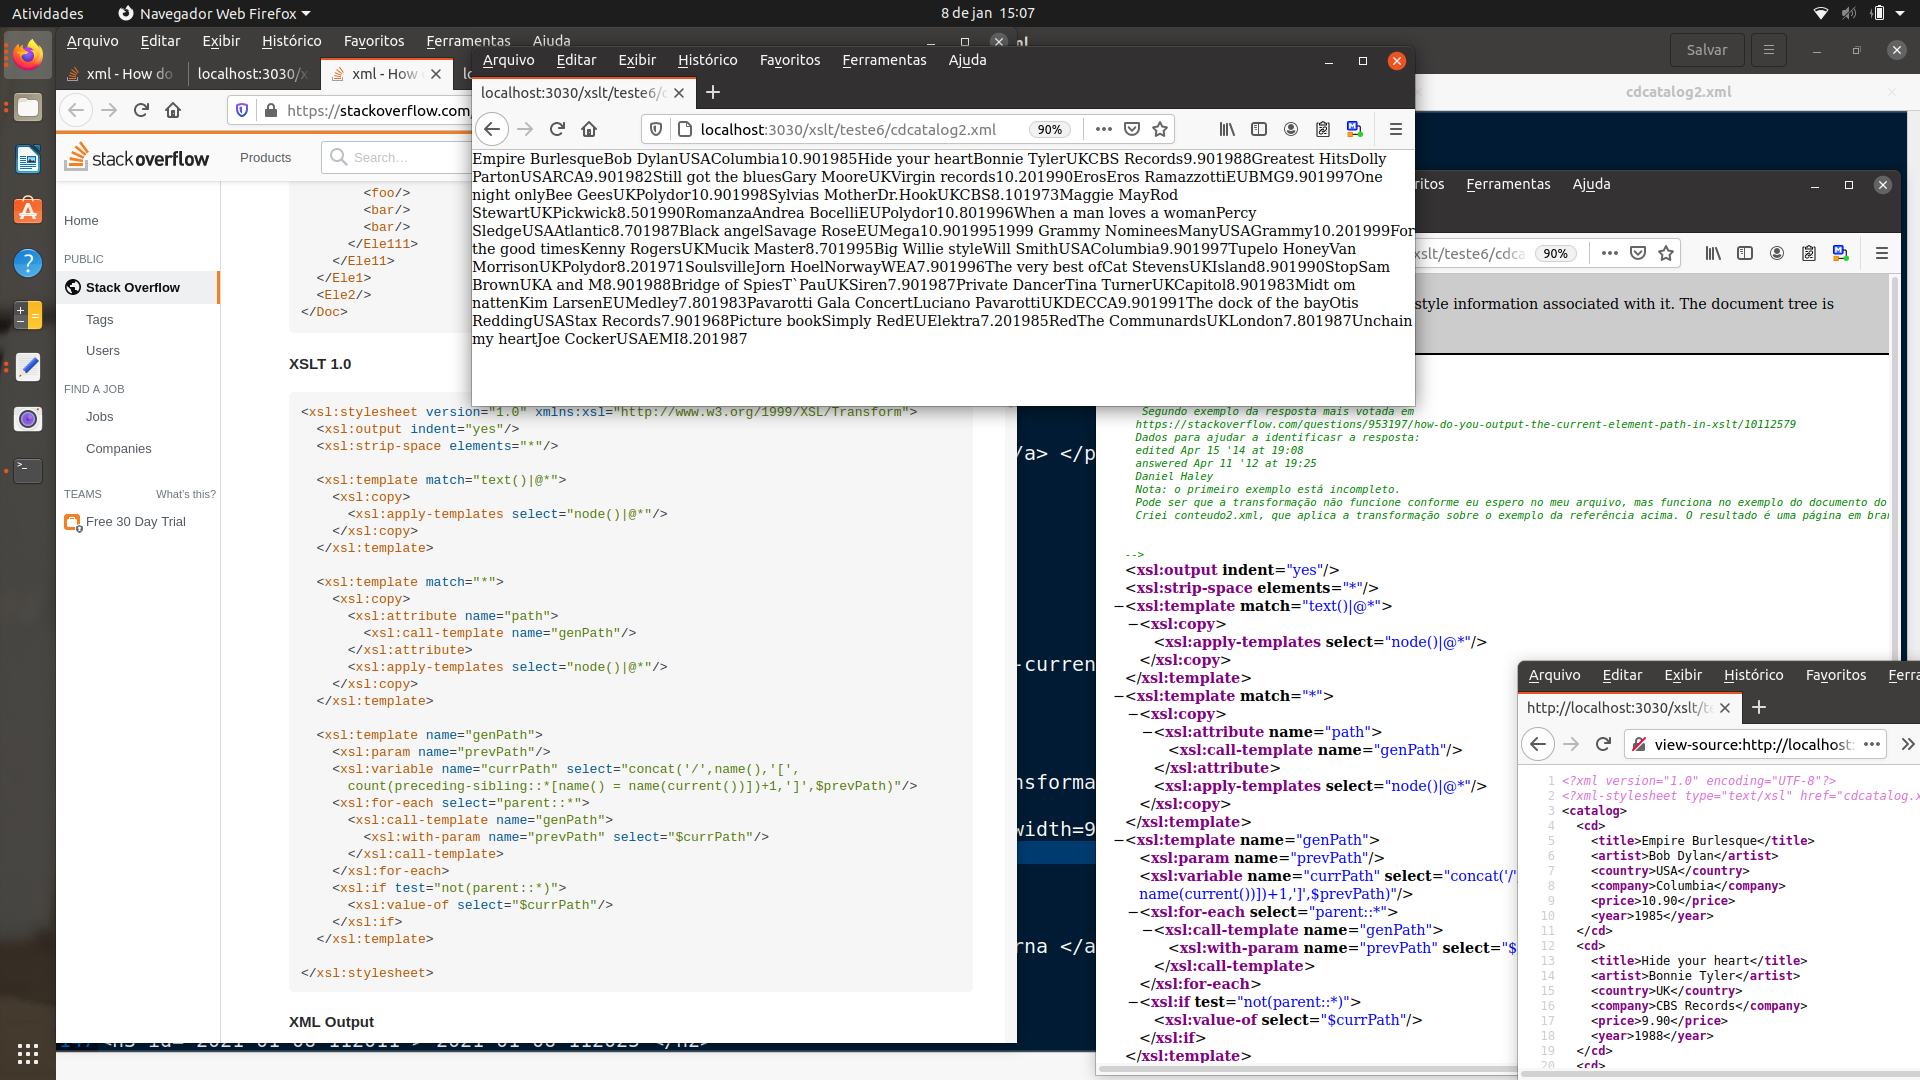 Atividades
Navegador Web Firefox
8 de jan 15:07
Arquivo Editar Exibir Histórico Favoritos Ferramentas Ajuda
xml - How do
localhost:3030/x
xml - How
https://stackoverflow.com/
stackoverflow
Products
Search…
Home
PUBLIC
Stack Overflow
Tags
Users
FIND A JOB
Jobs
Companies
TEAMS
What's this?
Free 30 Day Trial
<foo/>
<bar/>
<bar/>
</Ele111>
</Ele11>
</Ele1>
<Ele2/>
</Doc>
XSLT 1.0
<xsl:stylesheet version="1.0" xmlns:xsl="http://www.w3.org/1999/XSL/Transform">
<xsl:output indent="yes"/>
<xsl:strip-space elements="*"/>
<xsl:template match="text()|@*">
<xsl:copy>
<xsl:apply-templates select="node()|@*"/>
</xsl:copy>
</xsl:template>
<xsl:template match="*">
<xsl:copy>
<xsl:attribute name="path">
<xsl:call-template name="genPath"/>
</xsl:attribute>
<xsl:apply-templates select="node()|@*"/>
</xsl:copy>
</xsl:template>
<xsl:template name="genPath">
<xsl:param name="prevPath"/>
<xsl:variable name="currPath" select="concat('/',name(),'[',
count(preceding-sibling::*[name() = name(current())])+1,']',$prevPath)"/>
<xsl:for-each select="parent::*">
<xsl:call-template name="genPath">
<xsl:with-param name="prevPath" select="$currPath"/>
</xsl:call-template>
</xsl:for-each>
<xsl:if test="not(parent::*)">
<xsl:value-of select="$currPath"/>
</xsl:if>
</xsl:template>
</xsl:stylesheet>
XML Output
Arquivo Editar Exibir Histórico Favoritos Ferramentas Ajuda
localhost:3030/xslt/teste6/c
localhost:3030/xslt/teste6/cdcatalog2.xml
90%
Empire BurlesqueBob DylanUSAColumbia10.901985Hide your heartBonnie TylerUKCBS Records9.901988Greatest HitsDolly
PartonUSARCA9.901982Still got the bluesGary MooreUKVirgin records10.201990ErosEros RamazzottiEUBMG9.901997One
night onlyBee GeesUKPolydor10.901998Sylvias MotherDr.HookUKCBS8.101973Maggie MayRod
StewartUKPickwick8.501990RomanzaAndrea BocelliEUPolydor10.801996When a man loves a womanPercy
SledgeUSAAtlantic8.701987Black angelSavage RoseEUMega10.9019951999 Grammy NomineesManyUSAGrammy10.201999For
the good timesKenny RogersUKMucik Master8.701995Big Willie styleWill SmithUSAColumbia9.901997Tupelo HoneyVan
MorrisonUKPolydor8.201971SoulsvilleJorn HoelNorwayWEA7.901996The very best ofCat StevensUKIsland8.901990StopSam
BrownUKA and M8.901988Bridge of SpiesT`PauUKSiren7.901987Private DancerTina TurnerUKCapitol8.901983Midt om
nattenKim LarsenEUMedley7.801983Pavarotti Gala ConcertLuciano PavarottiUKDECCA9.901991The dock of the bayOtis
ReddingUSAStax Records7.901968Picture bookSimply RedEUElektra7.201985RedThe CommunardsUKLondon7.801987Unchain
my heartJoe CockerUSAEMI8.201987
Salvar
cdcatalog2.xml
/a> </p
-current
nsforma
width=9
rna </a
Ferramentas Ajuda
xslt/teste6/cdca
90%
style information associated with it. The document tree is
Segundo exemplo da resposta mais votada em
https://stackoverflow.com/questions/953197/how-do-you-output-the-current-element-path-in-xslt/10112579
Dados para ajudar a identificasr a resposta:
edited Apr 15 '14 at 19:08
answered Apr 11 '12 at 19:25
Daniel Haley
Nota: o primeiro exemplo está incompleto.
Pode ser que a transformação não funcione conforme eu espero no meu arquivo, mas funciona no exemplo do documento do
Criei conteudo2.xml, que aplica a transformação sobre o exemplo da referência acima. O resultado é uma página em bran
-->
<xsl:output indent="yes"/>
<xsl:strip-space elements="*"/>
−<xsl:template match="text()|@*">
−<xsl:copy>
<xsl:apply-templates select="node()|@*"/>
</xsl:copy>
</xsl:template>
−<xsl:template match="*">
−<xsl:copy>
−<xsl:attribute name="path">
<xsl:call-template name="genPath"/>
</xsl:attribute>
<xsl:apply-templates select="node()|@*"/>
</xsl:copy>
</xsl:template>
−<xsl:template name="genPath">
<xsl:param name="prevPath"/>
<xsl:variable name="currPath" select="concat('/'
name(current())])+1,']',$prevPath)"/>
−<xsl:for-each select="parent::*">
−<xsl:call-template name="genPath">
<xsl:with-param name="prevPath" select="$
</xsl:call-template>
</xsl:for-each>
−<xsl:if test="not(parent::*)">
<xsl:value-of select="$currPath"/>
</xsl:if>
</xsl:template>
Arquivo Editar Exibir Histórico Favoritos Ferra
http://localhost:3030/xslt/te
view-source:http://localhost:
1 <?xml version="1.0" encoding="UTF-8"?>
2 <?xml-stylesheet type="text/xsl" href="cdcatalog.x
3 <catalog>
4 <cd>
5 <title>Empire Burlesque</title>
6 <artist>Bob Dylan</artist>
7 <country>USA</country>
8 <company>Columbia</company>
9 <price>10.90</price>
10 <year>1985</year>
11 </cd>
12 <cd>
13 <title>Hide your heart</title>
14 <artist>Bonnie Tyler</artist>
15 <country>UK</country>
16 <company>CBS Records</company>
17 <price>9.90</price>
18 <year>1988</year>
19 </cd>
20 <cd>